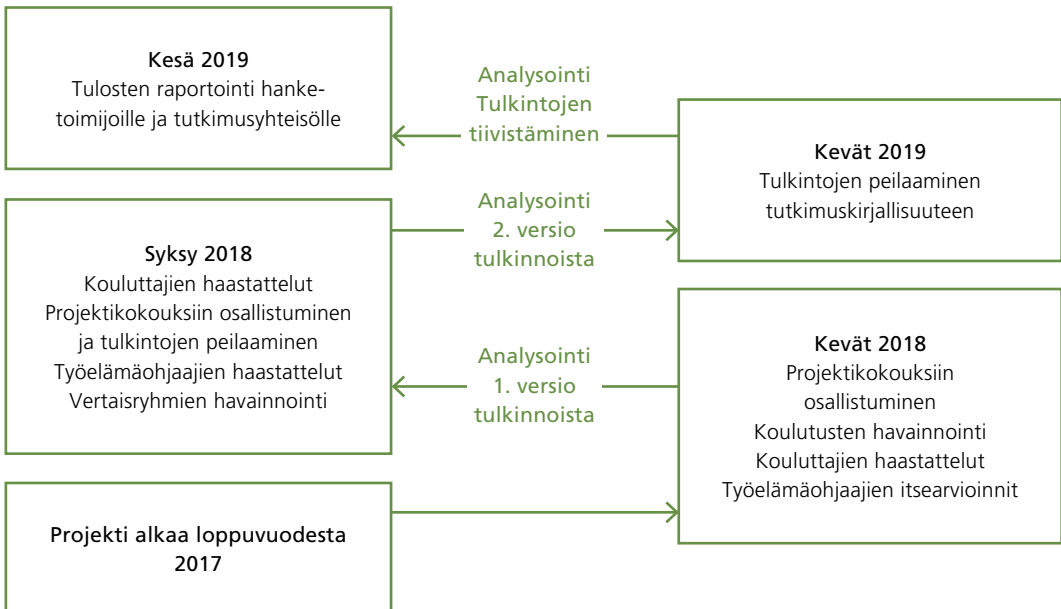 Kesä 2019
Tulosten raportointi hanke-
toimijoille ja tutkimusyhteisölle
Analysointi
Tulkintojen
tiivistäminen
Kevät 2019
Tulkintojen peilaaminen
tutkimuskirjallisuuteen
Syksy 2018
Kouluttajien haastattelut
Projektikokouksiin osallistuminen
ja tulkintojen peilaaminen
Työelämäohjaajien haastattelut
Vertaisryhmien havainnointi
Analysointi
2. versio
tulkinnoista
Analysointi
1. versio
tulkinnoista
Kevät 2018
Projektikokouksiin
osallistuminen
Koulutusten havainnointi
Kouluttajien haastattelut
Työelämäohjaajien itsearvioinnit
Projekti alkaa loppuvuodesta
2017